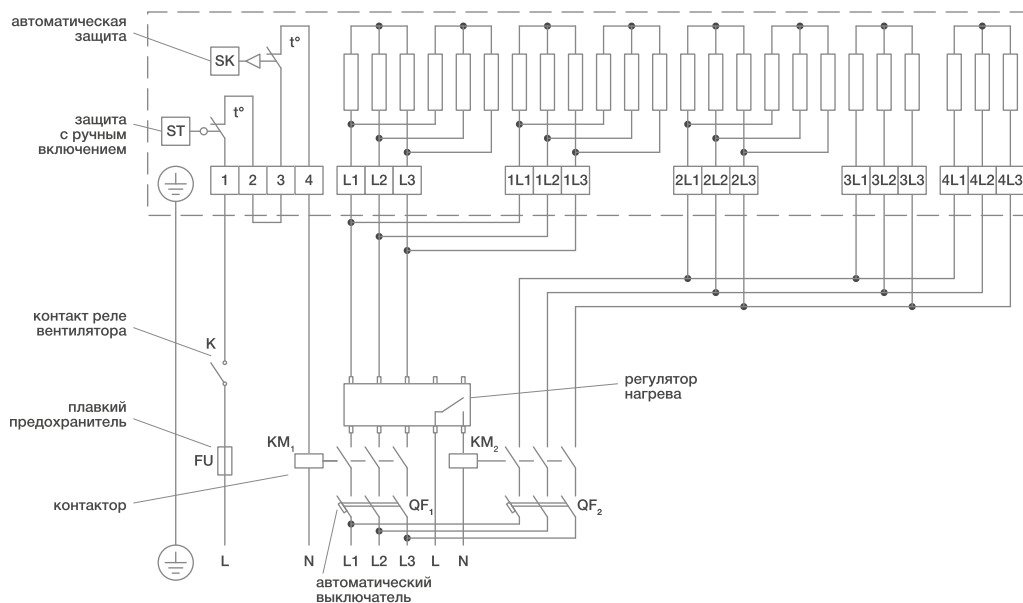 автоматическая
защита
SK
t°
защита
с ручным
включением
ST
t°
1 2 3 4 L1 L2 L3 1L1 1L2 1L3 2L1 2L2 2L3 3L1 3L2 3L3 4L1 4L2 4L3
контакт реле
вентилятора
K
регулятор
нагрева
плавкий
предохранитель
FU
KM1
KM2
контактор
QF1
QF2
L N L1 L2 L3 L N
автоматический
выключатель